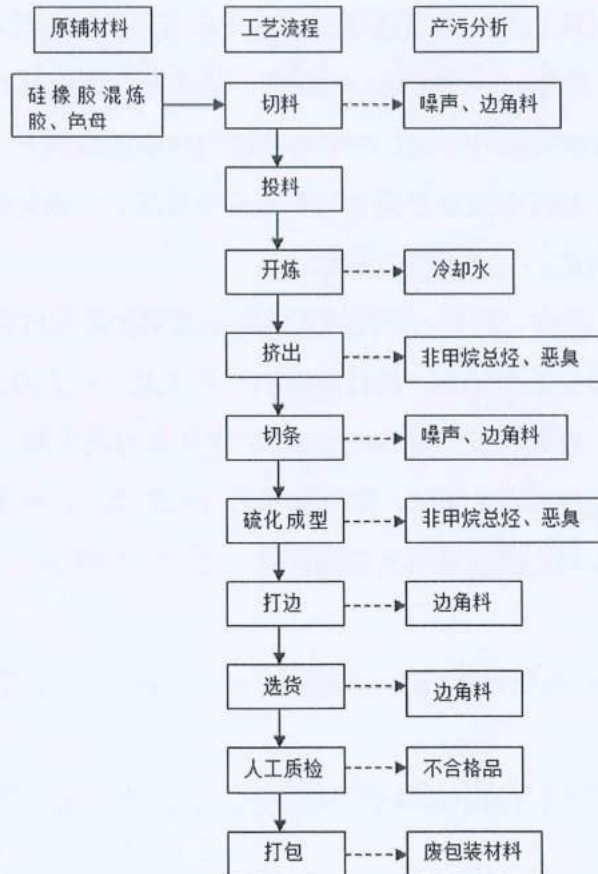 原辅材料 工艺流程 产污分析
硅橡胶混炼
胶、色母
切料 噪声、边角料
投料
开炼 冷却水
挤出 非甲烷总烃、恶臭
切条 噪声、边角料
硫化成型 非甲烷总烃、恶臭
打边 边角料
选货 边角料
人工质检 不合格品
打包 废包装材料